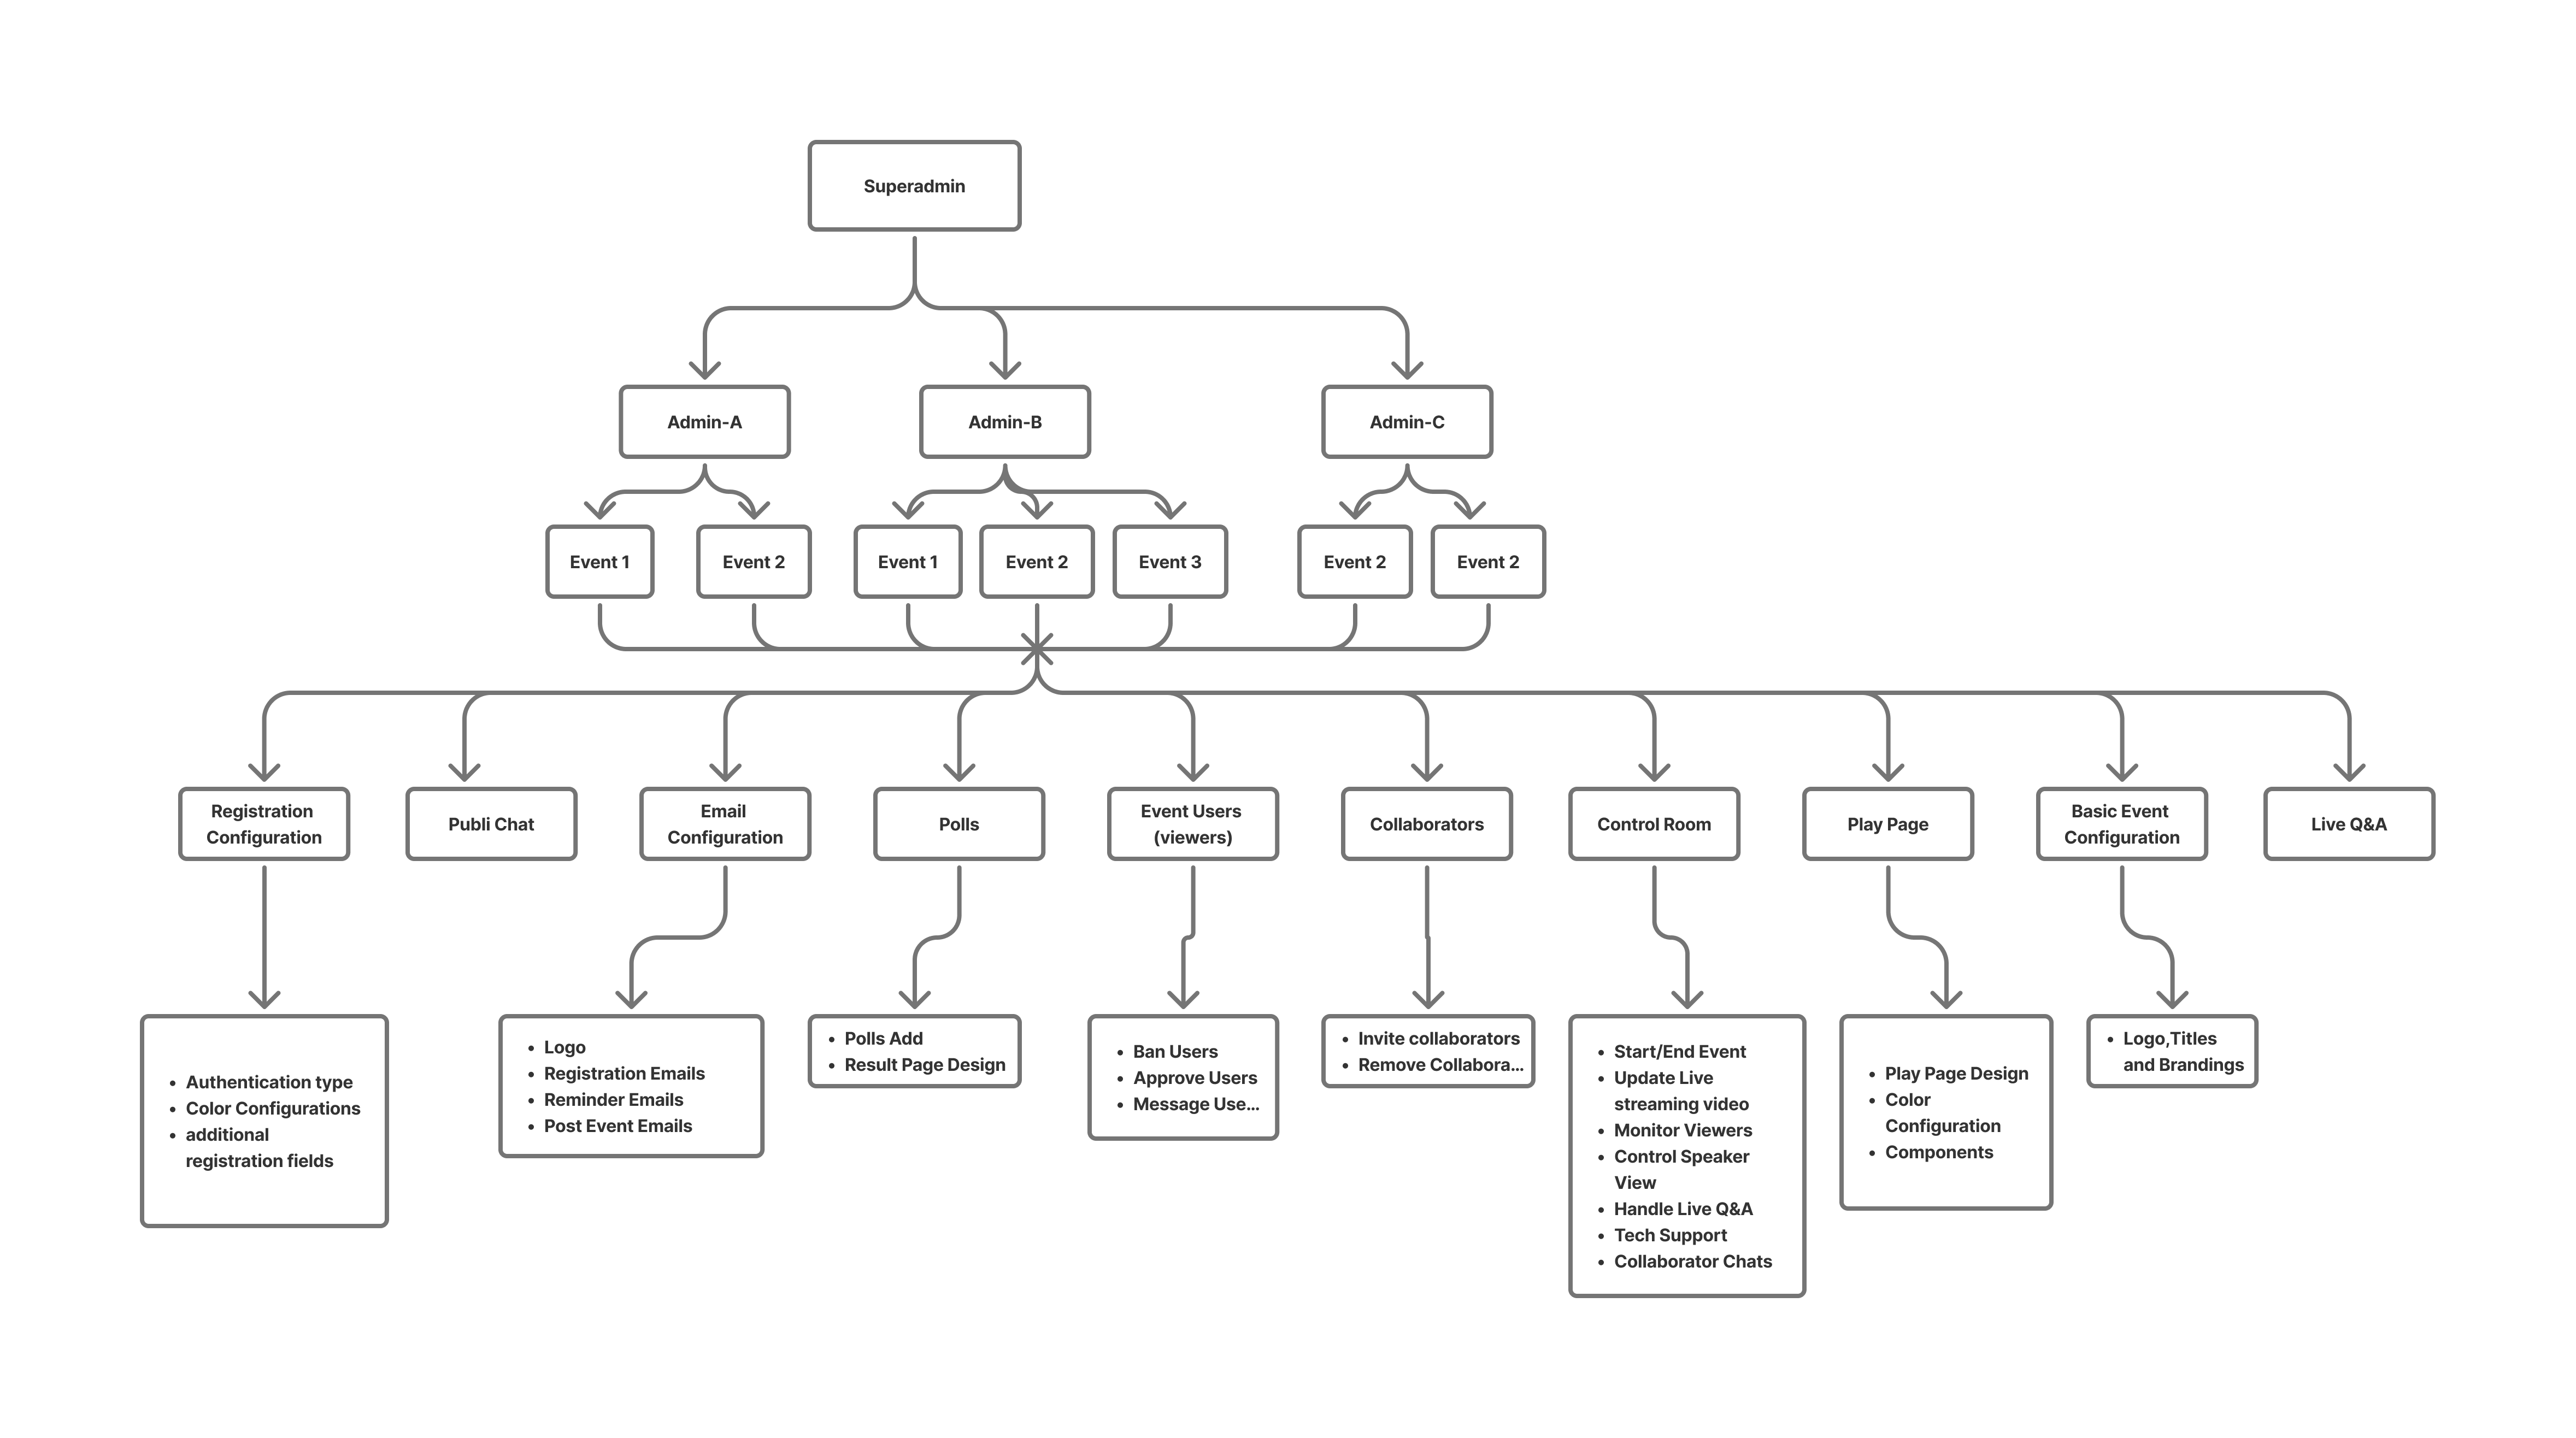 Superadmin
Admin-A
Admin-B
Admin-C
Event 1
Event 2
Event 1
Event 2
Event 3
Event 2
Event 2
Registration
Configuration
Publi Chat
Email
Configuration
Polls
Event Users
(viewers)
Collaborators
Control Room
Play Page
Basic Event
Configuration
Live Q&A
• Authentication type
• Color Configurations
• additional
registration fields
• Logo
• Registration Emails
• Reminder Emails
• Post Event Emails
• Polls Add
• Result Page Design
• Ban Users
• Approve Users
• Message Use...
• Invite collaborators
• Remove Collabora...
• Start/End Event
• Update Live
streaming video
• Monitor Viewers
• Control Speaker
View
• Handle Live Q&A
• Tech Support
• Collaborator Chats
• Play Page Design
• Color
Configuration
• Components
• Logo,Titles
and Brandings